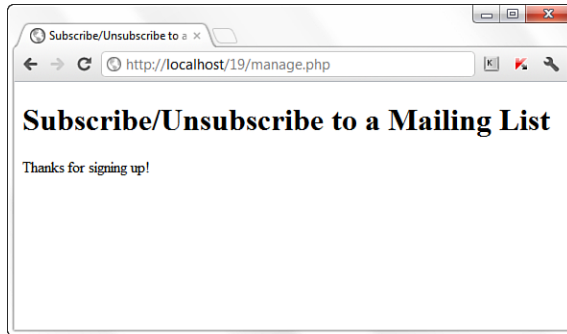 Subscribe/Unsubscribe to a
http://localhost/19/manage.php
K
Subscribe/Unsubscribe to a Mailing List
Thanks for signing up!